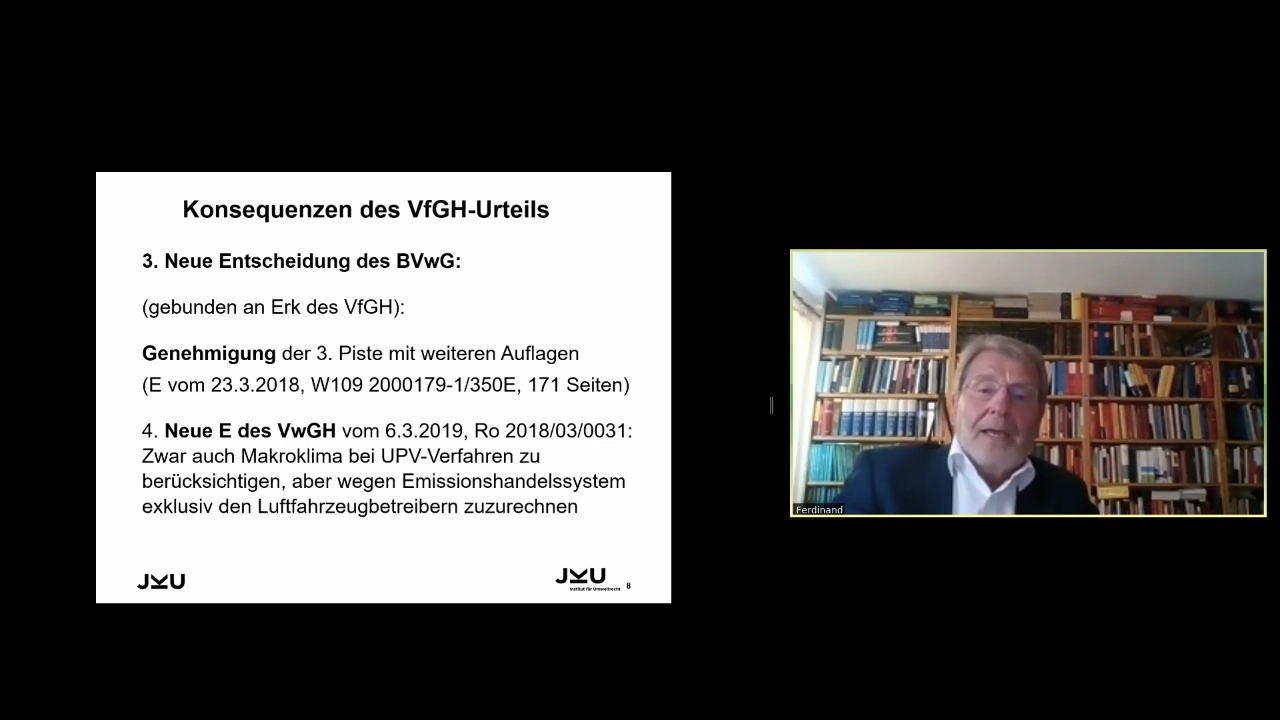 Konsequenzen des VfGH-Urteils
3. Neue Entscheidung des BVwG:
(gebunden an Erk des VfGH):
Genehmigung der 3. Piste mit weiteren Auflagen
(E vom 23.3.2018, W109 2000179-1/350E, 171 Seiten)
4. Neue E des VwGH vom 6.3.2019, Ro 2018/03/0031:
Zwar auch Makroklima bei UPV-Verfahren zu
berücksichtigen, aber wegen Emissionshandelssystem
exklusiv den Luftfahrzeugbetreibern zuzurechnen
JKU
JKU
Institut für Umweltrecht
8
Ferdinand